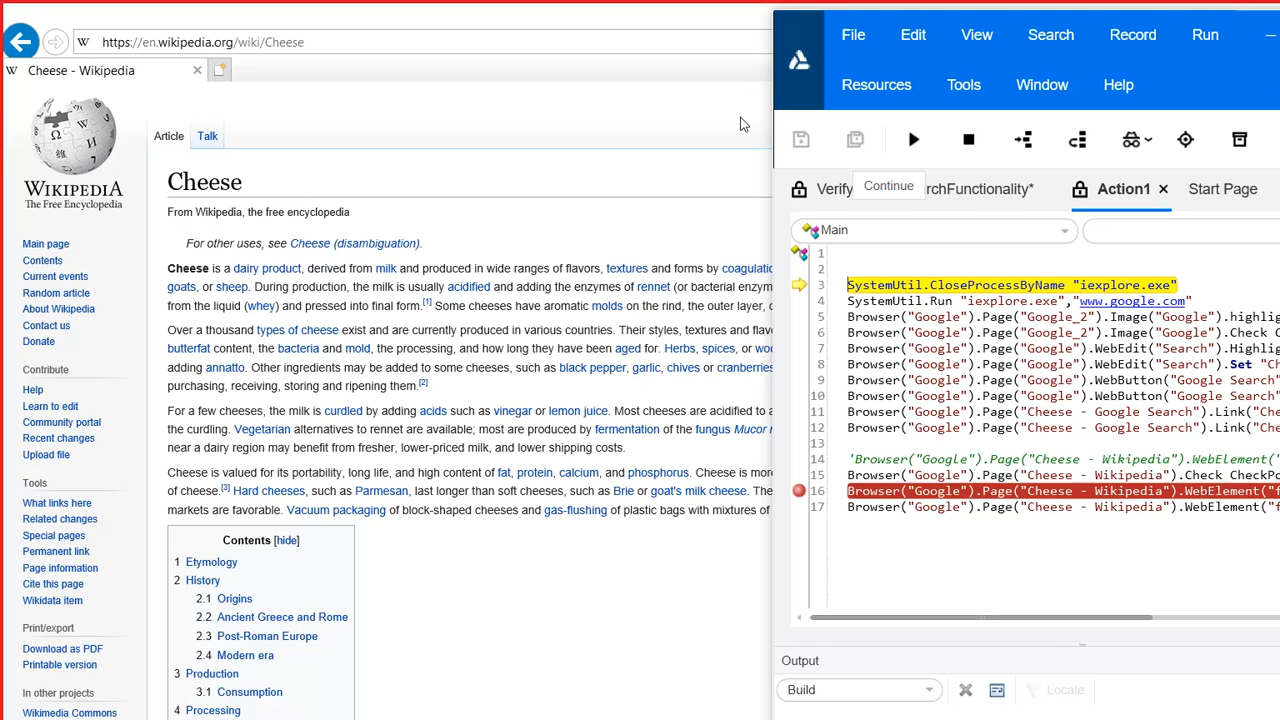 https://en.wikipedia.org/wiki/Cheese
Cheese - Wikipedia
WIKIPEDIA
The Free Encyclopedia
Main page
Contents
Current events
Random article
About Wikipedia
Contact us
Donate
Contribute
Help
Learn to edit
Community portal
Recent changes
Upload file
Tools
What links here
Related changes
Special pages
Permanent link
Page information
Cite this page
Wikidata item
Print/export
Download as PDF
Printable version
In other projects
Wikimedia Commons
Article Talk
Cheese
From Wikipedia, the free encyclopedia
For other uses, see Cheese (disambiguation).
Cheese is a dairy product, derived from milk and produced in wide ranges of flavors, textures and forms by coagulatio
goats, or sheep. During production, the milk is usually acidified and adding the enzymes of rennet (or bacterial enzym
from the liquid (whey) and pressed into final form.[1] Some cheeses have aromatic molds on the rind, the outer layer, o
Over a thousand types of cheese exist and are currently produced in various countries. Their styles, textures and flavo
butterfat content, the bacteria and mold, the processing, and how long they have been aged for. Herbs, spices, or woo
adding annatto. Other ingredients may be added to some cheeses, such as black pepper, garlic, chives or cranberries
purchasing, receiving, storing and ripening them.[2]
For a few cheeses, the milk is curdled by adding acids such as vinegar or lemon juice. Most cheeses are acidified to a
the curdling. Vegetarian alternatives to rennet are available; most are produced by fermentation of the fungus Mucor
near a dairy region may benefit from fresher, lower-priced milk, and lower shipping costs.
Cheese is valued for its portability, long life, and high content of fat, protein, calcium, and phosphorus. Cheese is more
of cheese.[3] Hard cheeses, such as Parmesan, last longer than soft cheeses, such as Brie or goat's milk cheese. The
markets are favorable. Vacuum packaging of block-shaped cheeses and gas-flushing of plastic bags with mixtures of
Contents [hide]
1 Etymology
2 History
2.1 Origins
2.2 Ancient Greece and Rome
2.3 Post-Roman Europe
2.4 Modern era
3 Production
3.1 Consumption
4 Processing
File Edit View Search Record Run
Resources Tools Window Help
Verify rchFunctionality* Action1 Start Page
Continue
Main
1
2
3 SystemUtil.CloseProcessByName "iexplore.exe"
4 SystemUtil.Run "iexplore.exe","www.google.com"
5 Browser("Google").Page("Google_2").Image("Google").highlig
6 Browser("Google").Page("Google_2").Image("Google").Check C
7 Browser("Google").Page("Google").WebEdit("Search").Highlig
8 Browser("Google").Page("Google").WebEdit("Search").Set "Ch
9 Browser("Google").Page("Google").WebButton("Google Search"
10 Browser("Google").Page("Google").WebButton("Google Search"
11 Browser("Google").Page("Cheese - Google Search").Link("Che
12 Browser("Google").Page("Cheese - Google Search").Link("Che
13
14 'Browser("Google").Page("Cheese - Wikipedia").WebElement("
15 Browser("Google").Page("Cheese - Wikipedia").Check CheckPo
16 Browser("Google").Page("Cheese - Wikipedia").WebElement("f
17 Browser("Google").Page("Cheese - Wikipedia").WebElement("f
Output
Build Locate